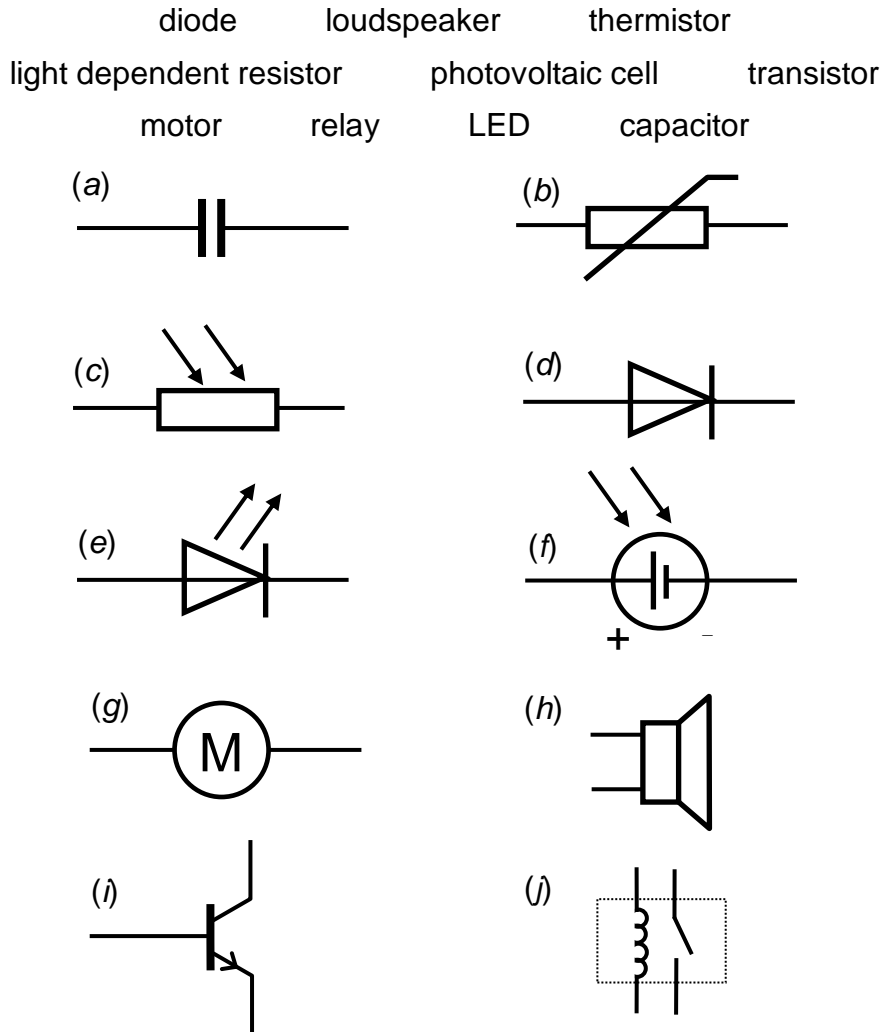 diode loudspeaker thermistor
light dependent resistor photovoltaic cell transistor
motor relay LED capacitor
(a) (b)
(c) (d)
(e) (f)
+ -
(g) M (h)
(i) (j)